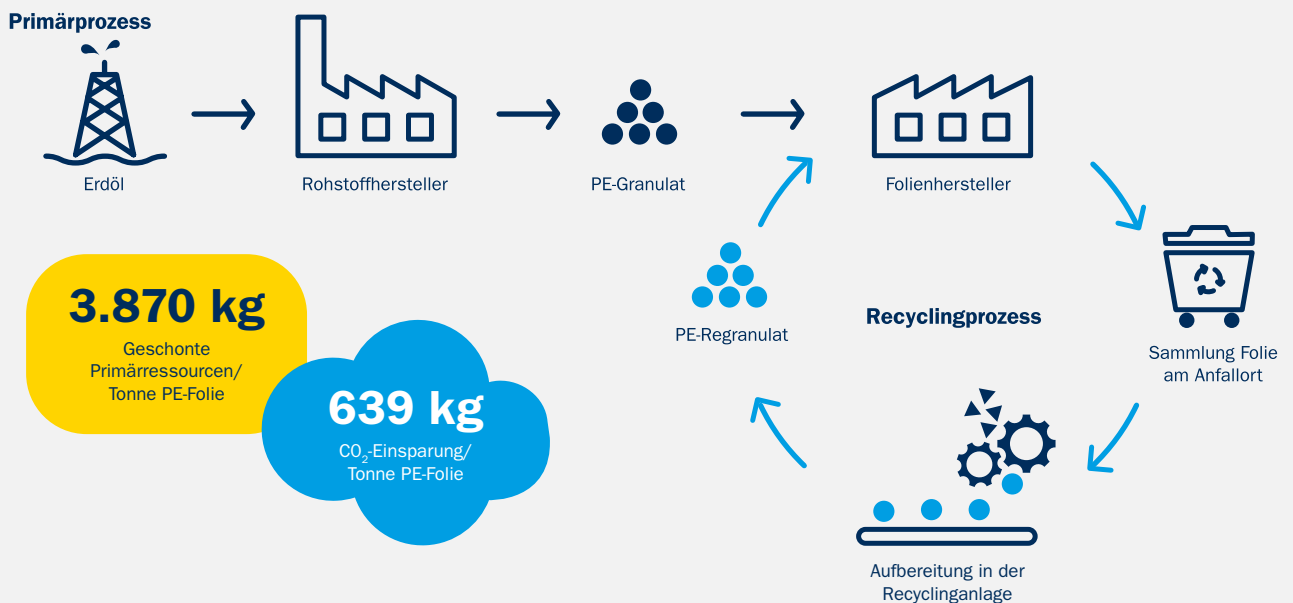 Primärprozess
Erdöl
Rohstoffhersteller
PE-Granulat
Folienhersteller
3.870 kg
Geschonte
Primärressourcen/
Tonne PE-Folie
639 kg
CO₂-Einsparung/
Tonne PE-Folie
PE-Regranulat
Recyclingprozess
Sammlung Folie
am Anfallort
Aufbereitung in der
Recyclinganlage